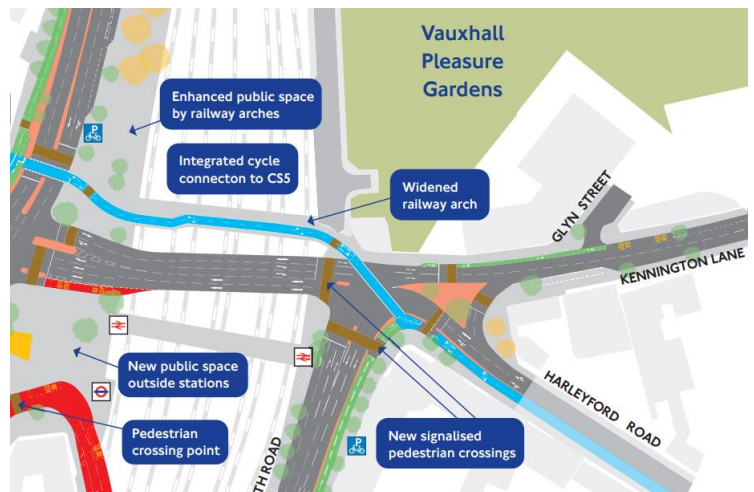 Vauxhall
Pleasure
Gardens
Enhanced public space
by railway arches
Integrated cycle
connecton to CS5
Widened
railway arch
GLYN STREET
KENNINGTON LANE
P
New public space
outside stations
HARLEYFORD ROAD
Pedestrian
crossing point
New signalised
pedestrian crossings
TH ROAD
P